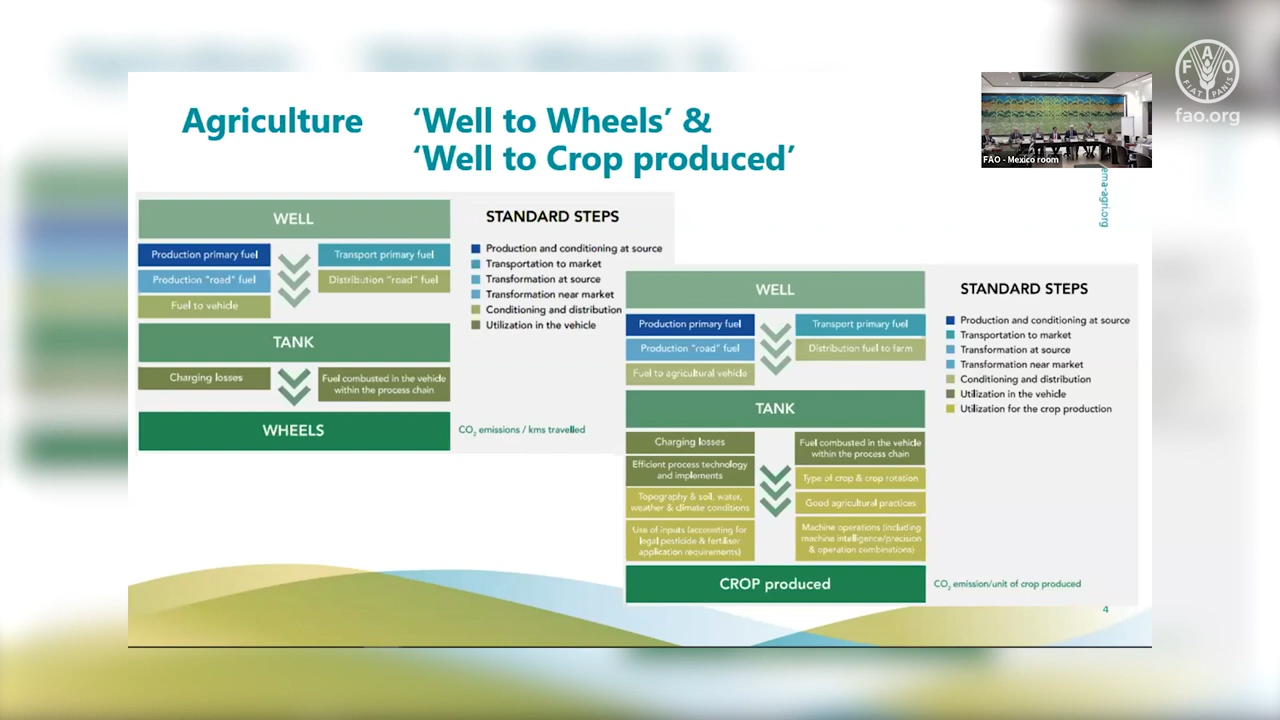 Agriculture
‘Well to Wheels’ &
‘Well to Crop produced’
FAO
FIAT PANIS
fao.org
FAO - Mexico room
ema-agri.org
WELL
Production primary fuel
Transport primary fuel
Production "road" fuel
Distribution "road" fuel
Fuel to vehicle
TANK
Charging losses
Fuel combusted in the vehicle
within the process chain
WHEELS
CO₂ emissions / kms travelled
STANDARD STEPS
Production and conditioning at source
Transportation to market
Transformation at source
Transformation near market
Conditioning and distribution
Utilization in the vehicle
WELL
Production primary fuel
Transport primary fuel
Production "road" fuel
Distribution fuel to farm
Fuel to agricultural vehicle
TANK
Charging losses
Fuel combusted in the vehicle
within the process chain
Efficient process technology
and implements
Type of crop & crop rotation
Topography & soil, water,
weather & climate conditions
Good agricultural practices
Use of inputs (accounting for
legal pesticide & fertiliser
application requirements)
Machine operations (including
machine intelligence/precision
& operation combinations)
CROP produced
CO₂ emission/unit of crop produced
STANDARD STEPS
Production and conditioning at source
Transportation to market
Transformation at source
Transformation near market
Conditioning and distribution
Utilization in the vehicle
Utilization for the crop production
4